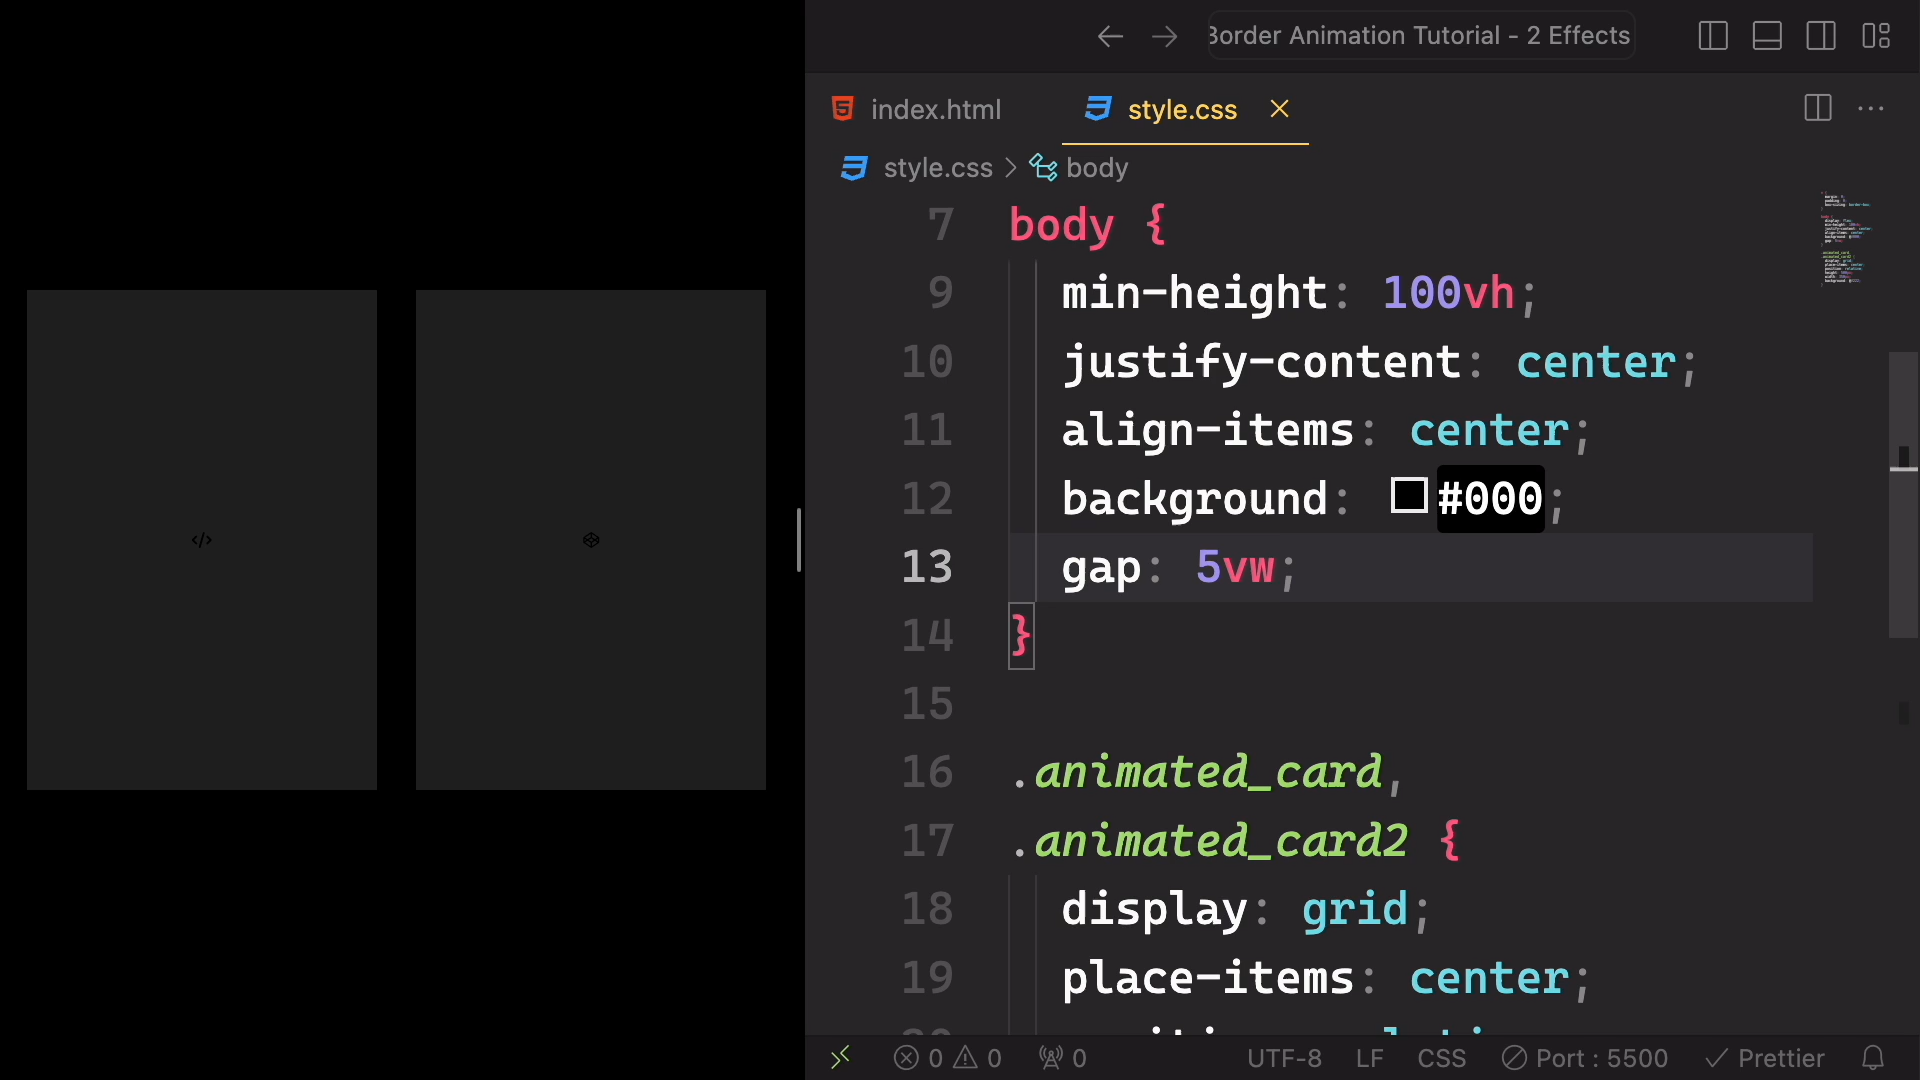 Border Animation Tutorial - 2 Effects
index.html
style.css
style.css > body
7 body {
9 min-height: 100vh;
10 justify-content: center;
11 align-items: center;
12 background: #000;
13 gap: 5vw;
14 }
15
16 .animated_card,
17 .animated_card2 {
18 display: grid;
19 place-items: center;
0 0 0 UTF-8 LF CSS Port : 5500 Prettier